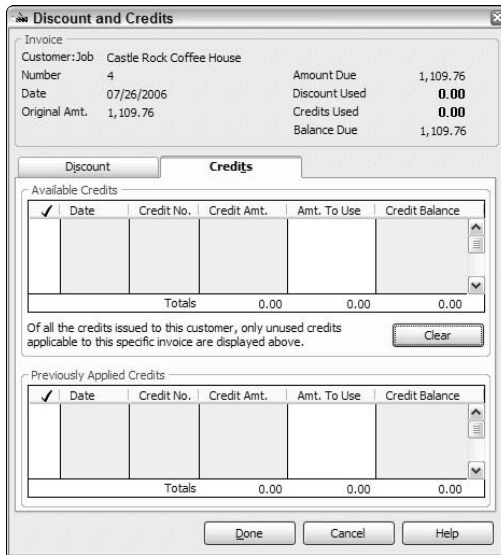 Discount and Credits
Invoice
Customer:Job Castle Rock Coffee House
Number 4 Amount Due 1,109.76
Date 07/26/2006 Discount Used 0.00
Original Amt. 1,109.76 Credits Used 0.00
Balance Due 1,109.76
Discount Credits
Available Credits
✓ Date Credit No. Credit Amt. Amt. To Use Credit Balance
Totals 0.00 0.00 0.00
Of all the credits issued to this customer, only unused credits
applicable to this specific invoice are displayed above.
Clear
Previously Applied Credits
✓ Date Credit No. Credit Amt. Amt. To Use Credit Balance
Totals 0.00 0.00 0.00
Done Cancel Help